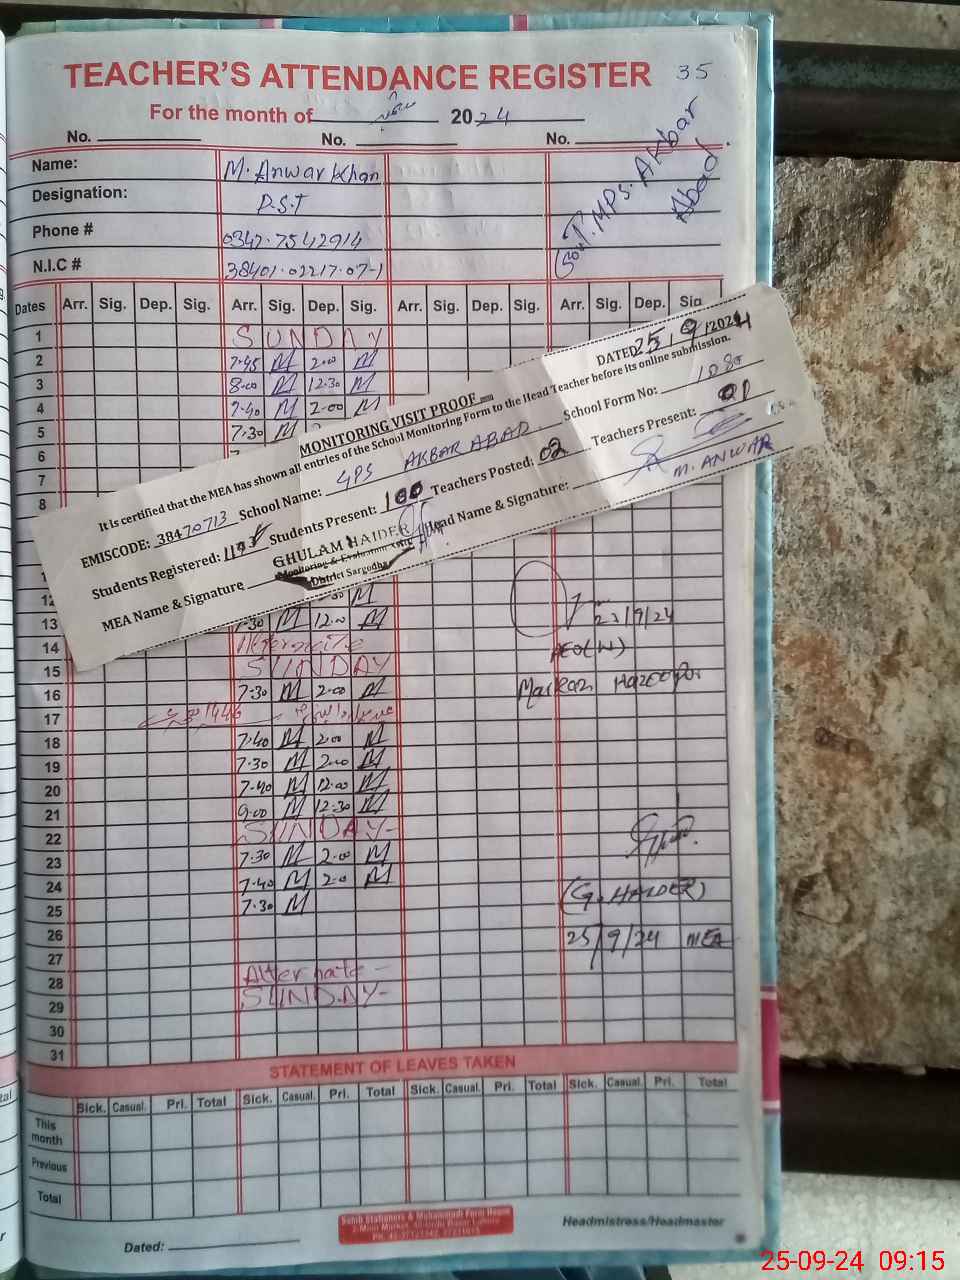 TEACHER'S ATTENDANCE REGISTER 35
For the month of 2024
No. No. No.
Name: M. Anwar Khan
Designation: P.S.T
Phone # 0347.7542914
N.I.C # 38401.02217.07-1
Govt. MPS. Akbar Abad
Dates Arr. Sig. Dep. Sig. Arr. Sig. Dep. Sig. Arr. Sig. Dep. Sig. Arr. Sig. Dep. Sig
1 SUNDAY
2 7.45 M 2.00 M
3 8.00 M 12.30 M
4 7.40 M 2.00 M
5 7.30 M
6
7
8
MONITORING VISIT PROOF
DATED 25/9/2024
It is certified that the MEA has shown all entries of the School Monitoring Form to the Head Teacher before its online submission.
EMISCODE: 38470713 School Name: GPS AKBAR ABAD School Form No: 1080
Students Registered: Students Present: 100 Teachers Posted: 02 Teachers Present: 01
MEA Name & Signature Head Name & Signature: M. ANWAR
GHULAM HAIDER
Monitoring & Evaluation
District Sargodha
12 M
13 7.30 M 12.00 M
22/9/24
14 Alternate
AEO(W)
15 SUNDAY
16 7.30 M 2.00 M
Markaz
17 1446
18 7.40 M 2.00 M
19 7.30 M 2.00 M
20 7.40 M 12.00 M
21 9.00 M 12.30 M
22 SUNDAY
23 7.30 M 2.00 M
24 7.40 M 2.0 M
25 7.30 M
(G. HAIDER)
26
25/9/24 MEA
27
28 Alternate
29 SUNDAY
30
31
STATEMENT OF LEAVES TAKEN
Sick. Casual. Pri. Total Sick. Casual. Pri. Total Sick. Casual. Pri. Total Sick. Casual. Pri. Total
This month
Previous
Total
Dated:
Headmistress/Headmaster
25-09-24 09:15